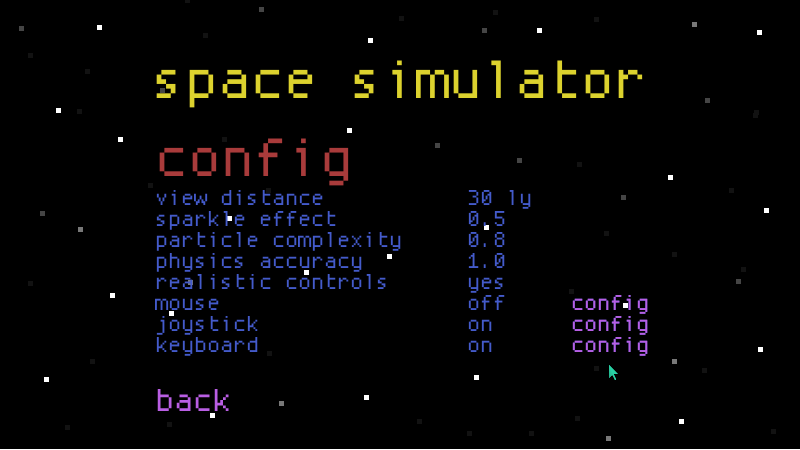 space simulator
config
view distance 30 ly
sparkle effect 0.5
particle complexity 0.8
physics accuracy 1.0
realistic controls yes
mouse off config
joystick on config
keyboard on config
back